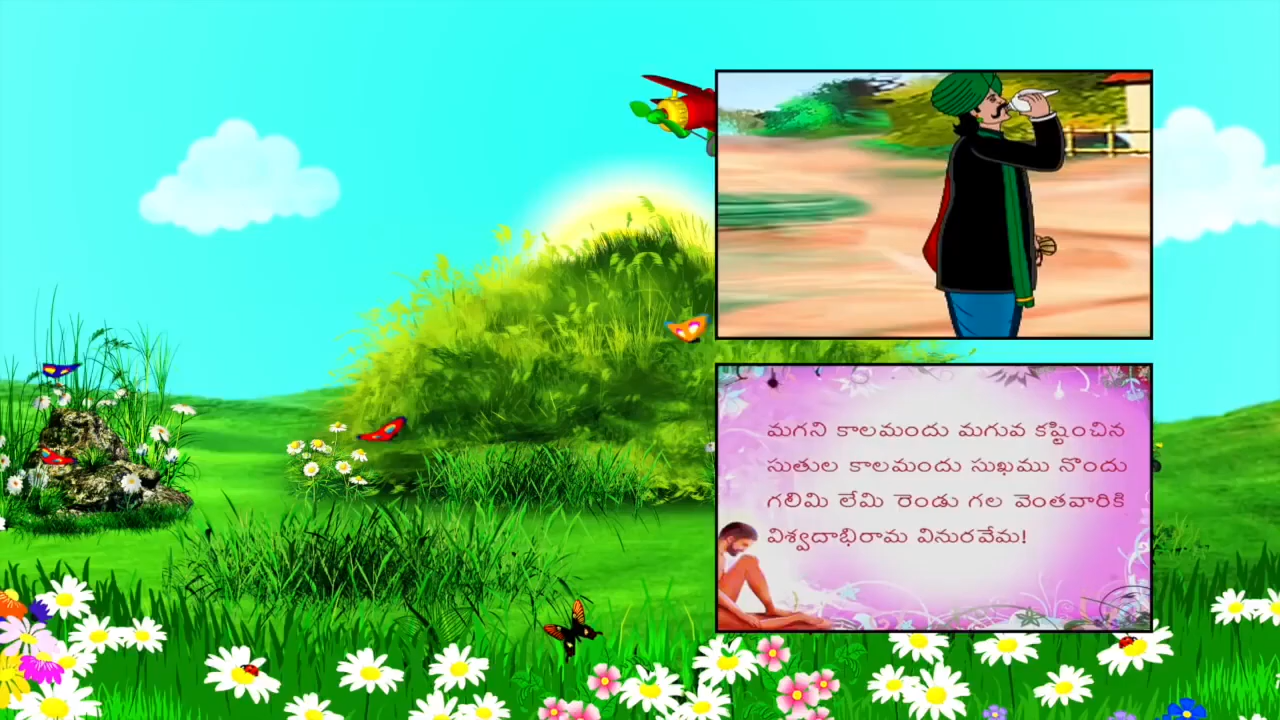 మగని కాలమందు మగువ కష్టించిన
సుతుల కాలమందు సుఖము నొందు
గలిమి లేమి రెండు గల వెంతవారికి
విశ్వదాభిరామ వినురవేమ!